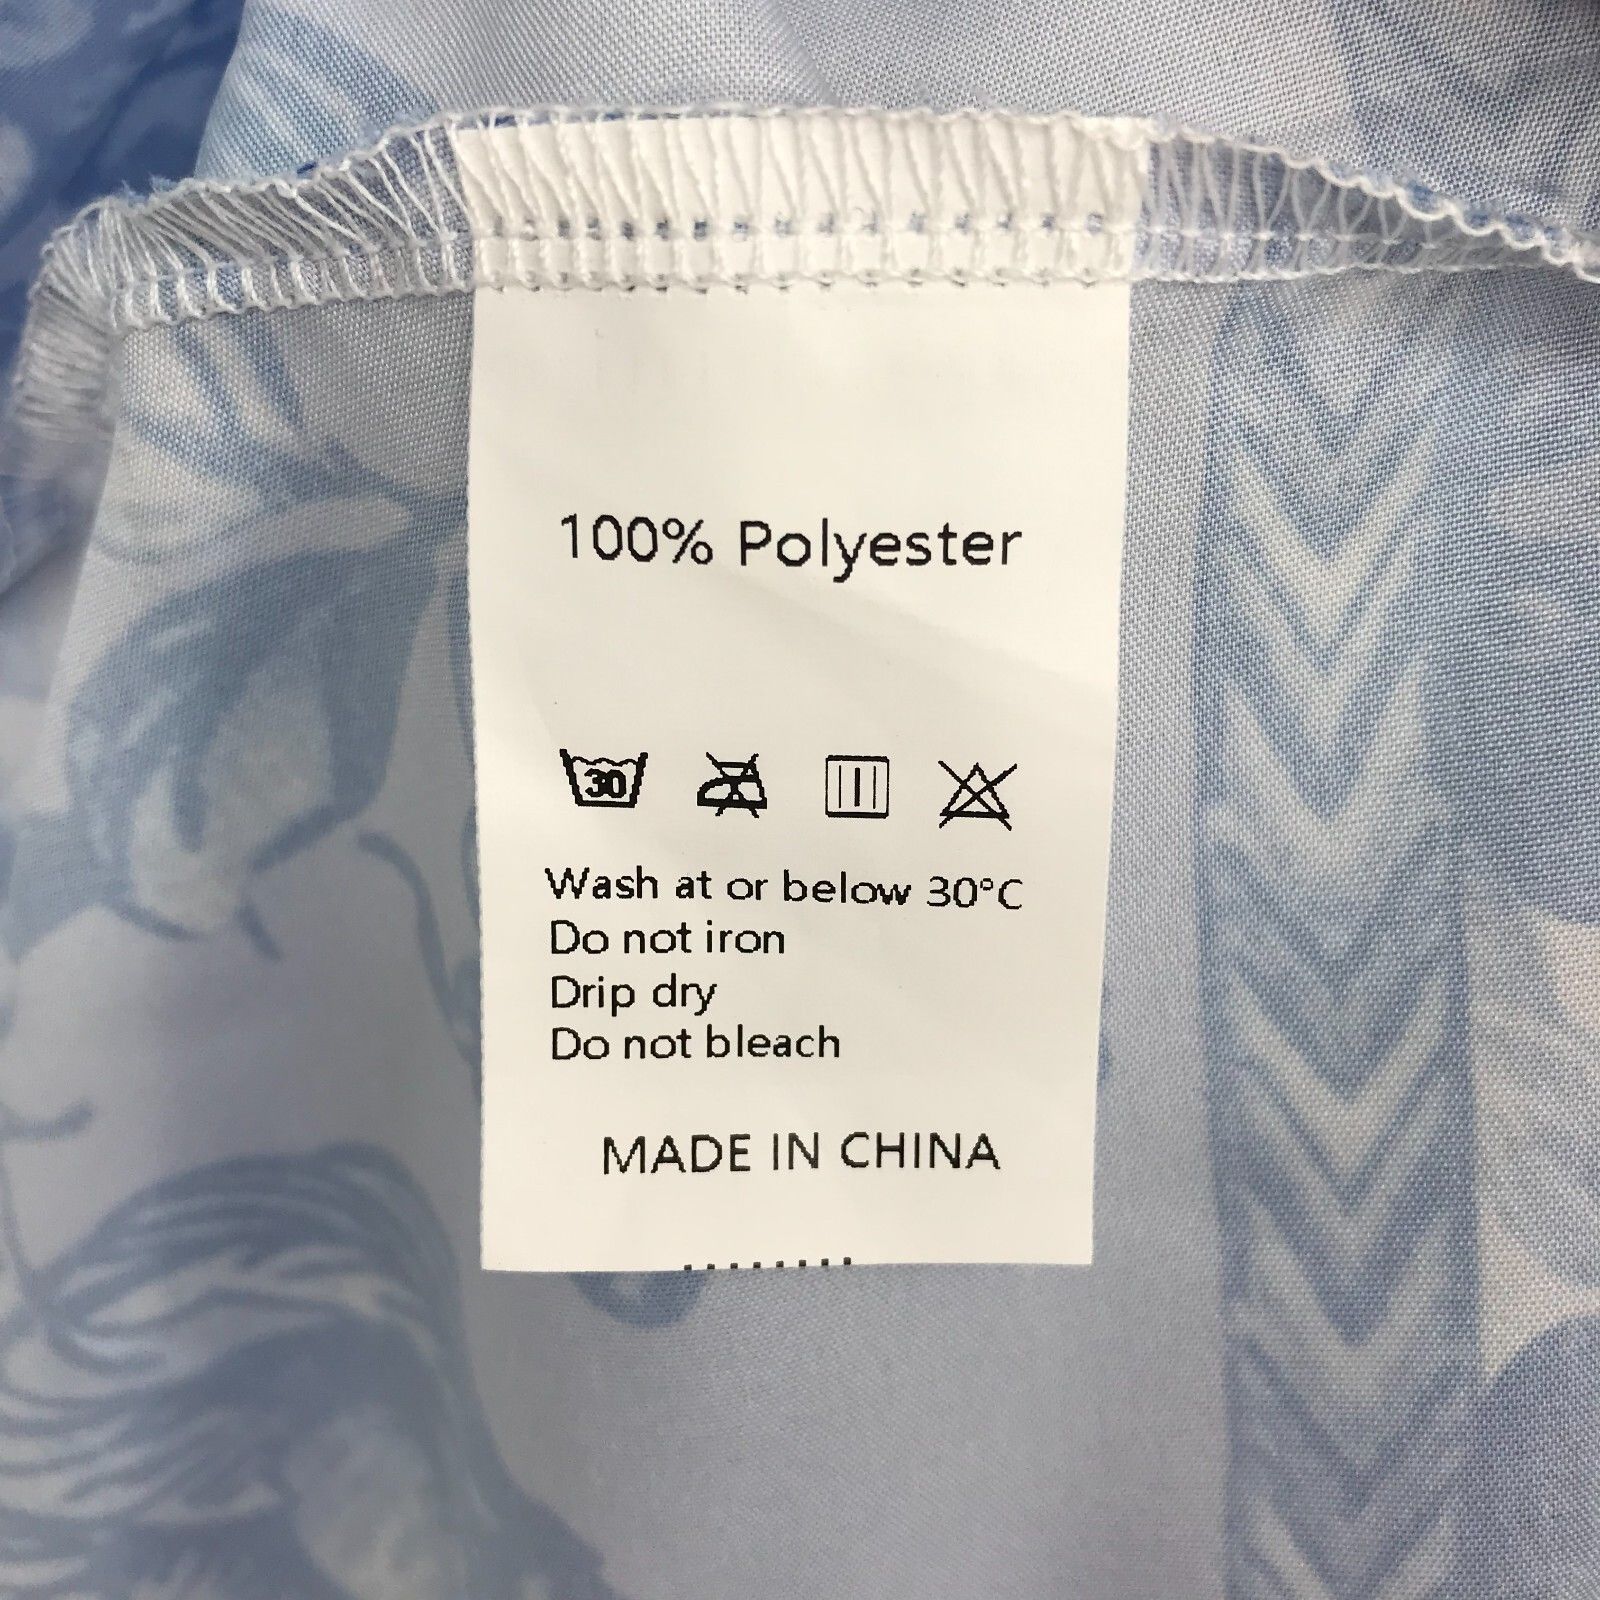 100% Polyester
30
Wash at or below 30°C
Do not iron
Drip dry
Do not bleach
MADE IN CHINA